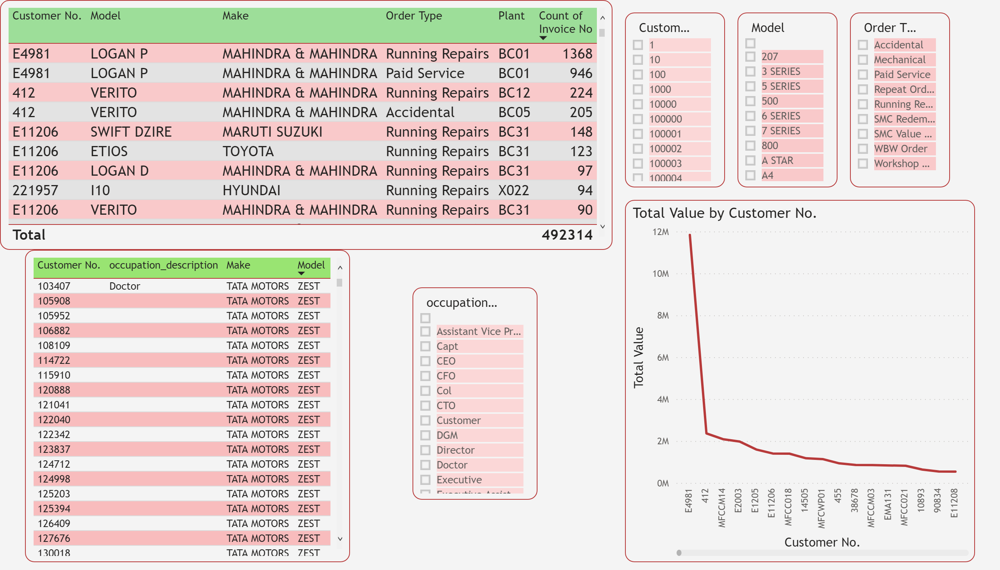 Customer No. Model Make Order Type Plant Count of Invoice No
E4981 LOGAN P MAHINDRA & MAHINDRA Running Repairs BC01 1368
E4981 LOGAN P MAHINDRA & MAHINDRA Paid Service BC01 946
412 VERITO MAHINDRA & MAHINDRA Running Repairs BC12 224
412 VERITO MAHINDRA & MAHINDRA Accidental BC05 205
E11206 SWIFT DZIRE MARUTI SUZUKI Running Repairs BC31 148
E11206 ETIOS TOYOTA Running Repairs BC31 123
E11206 LOGAN D MAHINDRA & MAHINDRA Running Repairs BC31 97
221957 I10 HYUNDAI Running Repairs X022 94
E11206 VERITO MAHINDRA & MAHINDRA Running Repairs BC31 90
Total 492314
Custom...
1
10
100
1000
10000
100000
100001
100002
100003
100004
Model
207
3 SERIES
5 SERIES
500
6 SERIES
7 SERIES
800
A STAR
A4
Order T...
Accidental
Mechanical
Paid Service
Repeat Ord...
Running Re...
SMC Redem...
SMC Value ...
WBW Order
Workshop ...
Customer No. occupation_description Make Model
103407 Doctor TATA MOTORS ZEST
105908 TATA MOTORS ZEST
105952 TATA MOTORS ZEST
106882 TATA MOTORS ZEST
108109 TATA MOTORS ZEST
114722 TATA MOTORS ZEST
115910 TATA MOTORS ZEST
120888 TATA MOTORS ZEST
121041 TATA MOTORS ZEST
122040 TATA MOTORS ZEST
122342 TATA MOTORS ZEST
123837 TATA MOTORS ZEST
124712 TATA MOTORS ZEST
124998 TATA MOTORS ZEST
125203 TATA MOTORS ZEST
125394 TATA MOTORS ZEST
126409 TATA MOTORS ZEST
127676 TATA MOTORS ZEST
130018 TATA MOTORS ZEST
occupation...
Assistant Vice Pr...
Capt
CEO
CFO
Col
CTO
Customer
DGM
Director
Doctor
Executive
Executive Assist...
Total Value by Customer No.
Total Value
12M
10M
8M
6M
4M
2M
0M
E4981
412
MFCCM14
E2003
E1205
E11206
MFCC018
14505
MFCWP01
455
38678
MFCCM03
EMA131
MFCC021
10893
90834
E11208
Customer No.